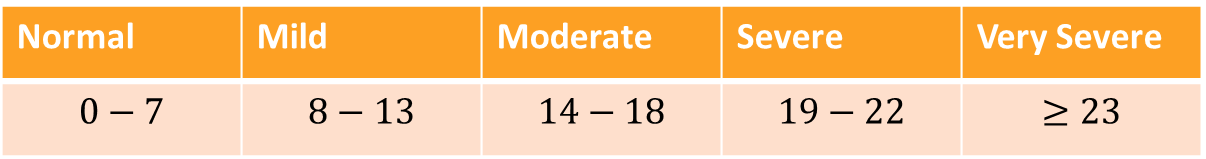 Normal Mild Moderate Severe Very Severe
0 – 7 8 – 13 14 – 18 19 – 22 ≥ 23